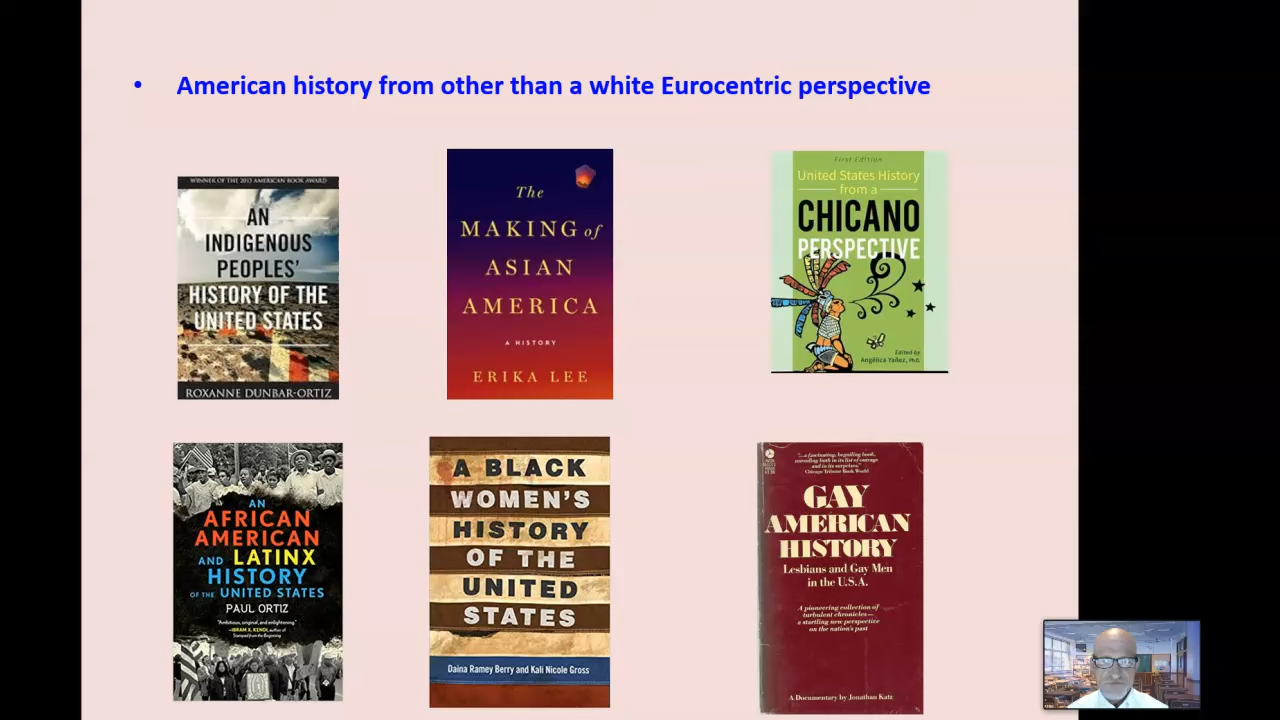 • American history from other than a white Eurocentric perspective
WINNER OF THE 2015 AMERICAN BOOK AWARD
AN
INDIGENOUS
PEOPLES'
HISTORY OF THE
UNITED STATES
ROXANNE DUNBAR-ORTIZ
The
MAKING of
ASIAN
AMERICA
A HISTORY
ERIKA LEE
First Edition
United States History
from a
CHICANO
PERSPECTIVE
Edited by
Angélica Yañez, PhD.
AN
AFRICAN
AMERICAN
AND LATINX
HISTORY
OF THE UNITED STATES
PAUL ORTIZ
"Ambitious, original, and enlightening."
—IBRAM X. KENDI, author of
Stamped from the Beginning
A BLACK
WOMEN'S
HISTORY
OF THE
UNITED
STATES
Daina Ramey Berry and Kali Nicole Gross
"...a fascinating, beguiling book,
unending both in its list of outrage
and in its surprises."
Chicago Tribune Book World
GAY
AMERICAN
HISTORY
Lesbians and Gay Men
in the U.S.A.
A pioneering collection of
turbulent chronicles—
a startling new perspective
on the nation's past
A Documentary by Jonathan Katz